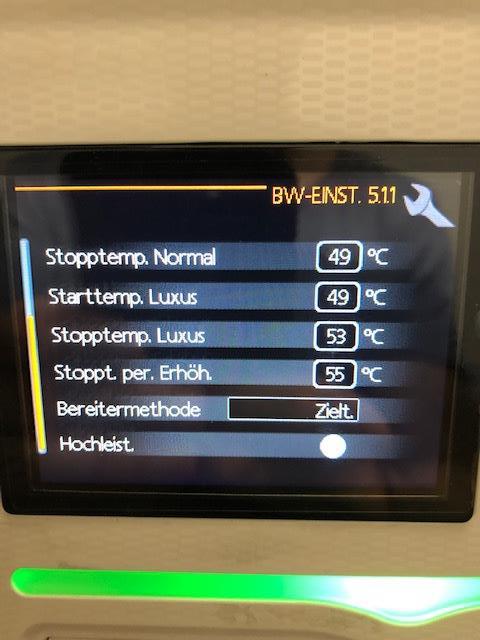 BW-EINST. 5.1.1
Stopptemp. Normal 49 °C
Starttemp. Luxus 49 °C
Stopptemp. Luxus 53 °C
Stoppt. per. Erhöh. 55 °C
Bereitermethode Zielt.
Hochleist.